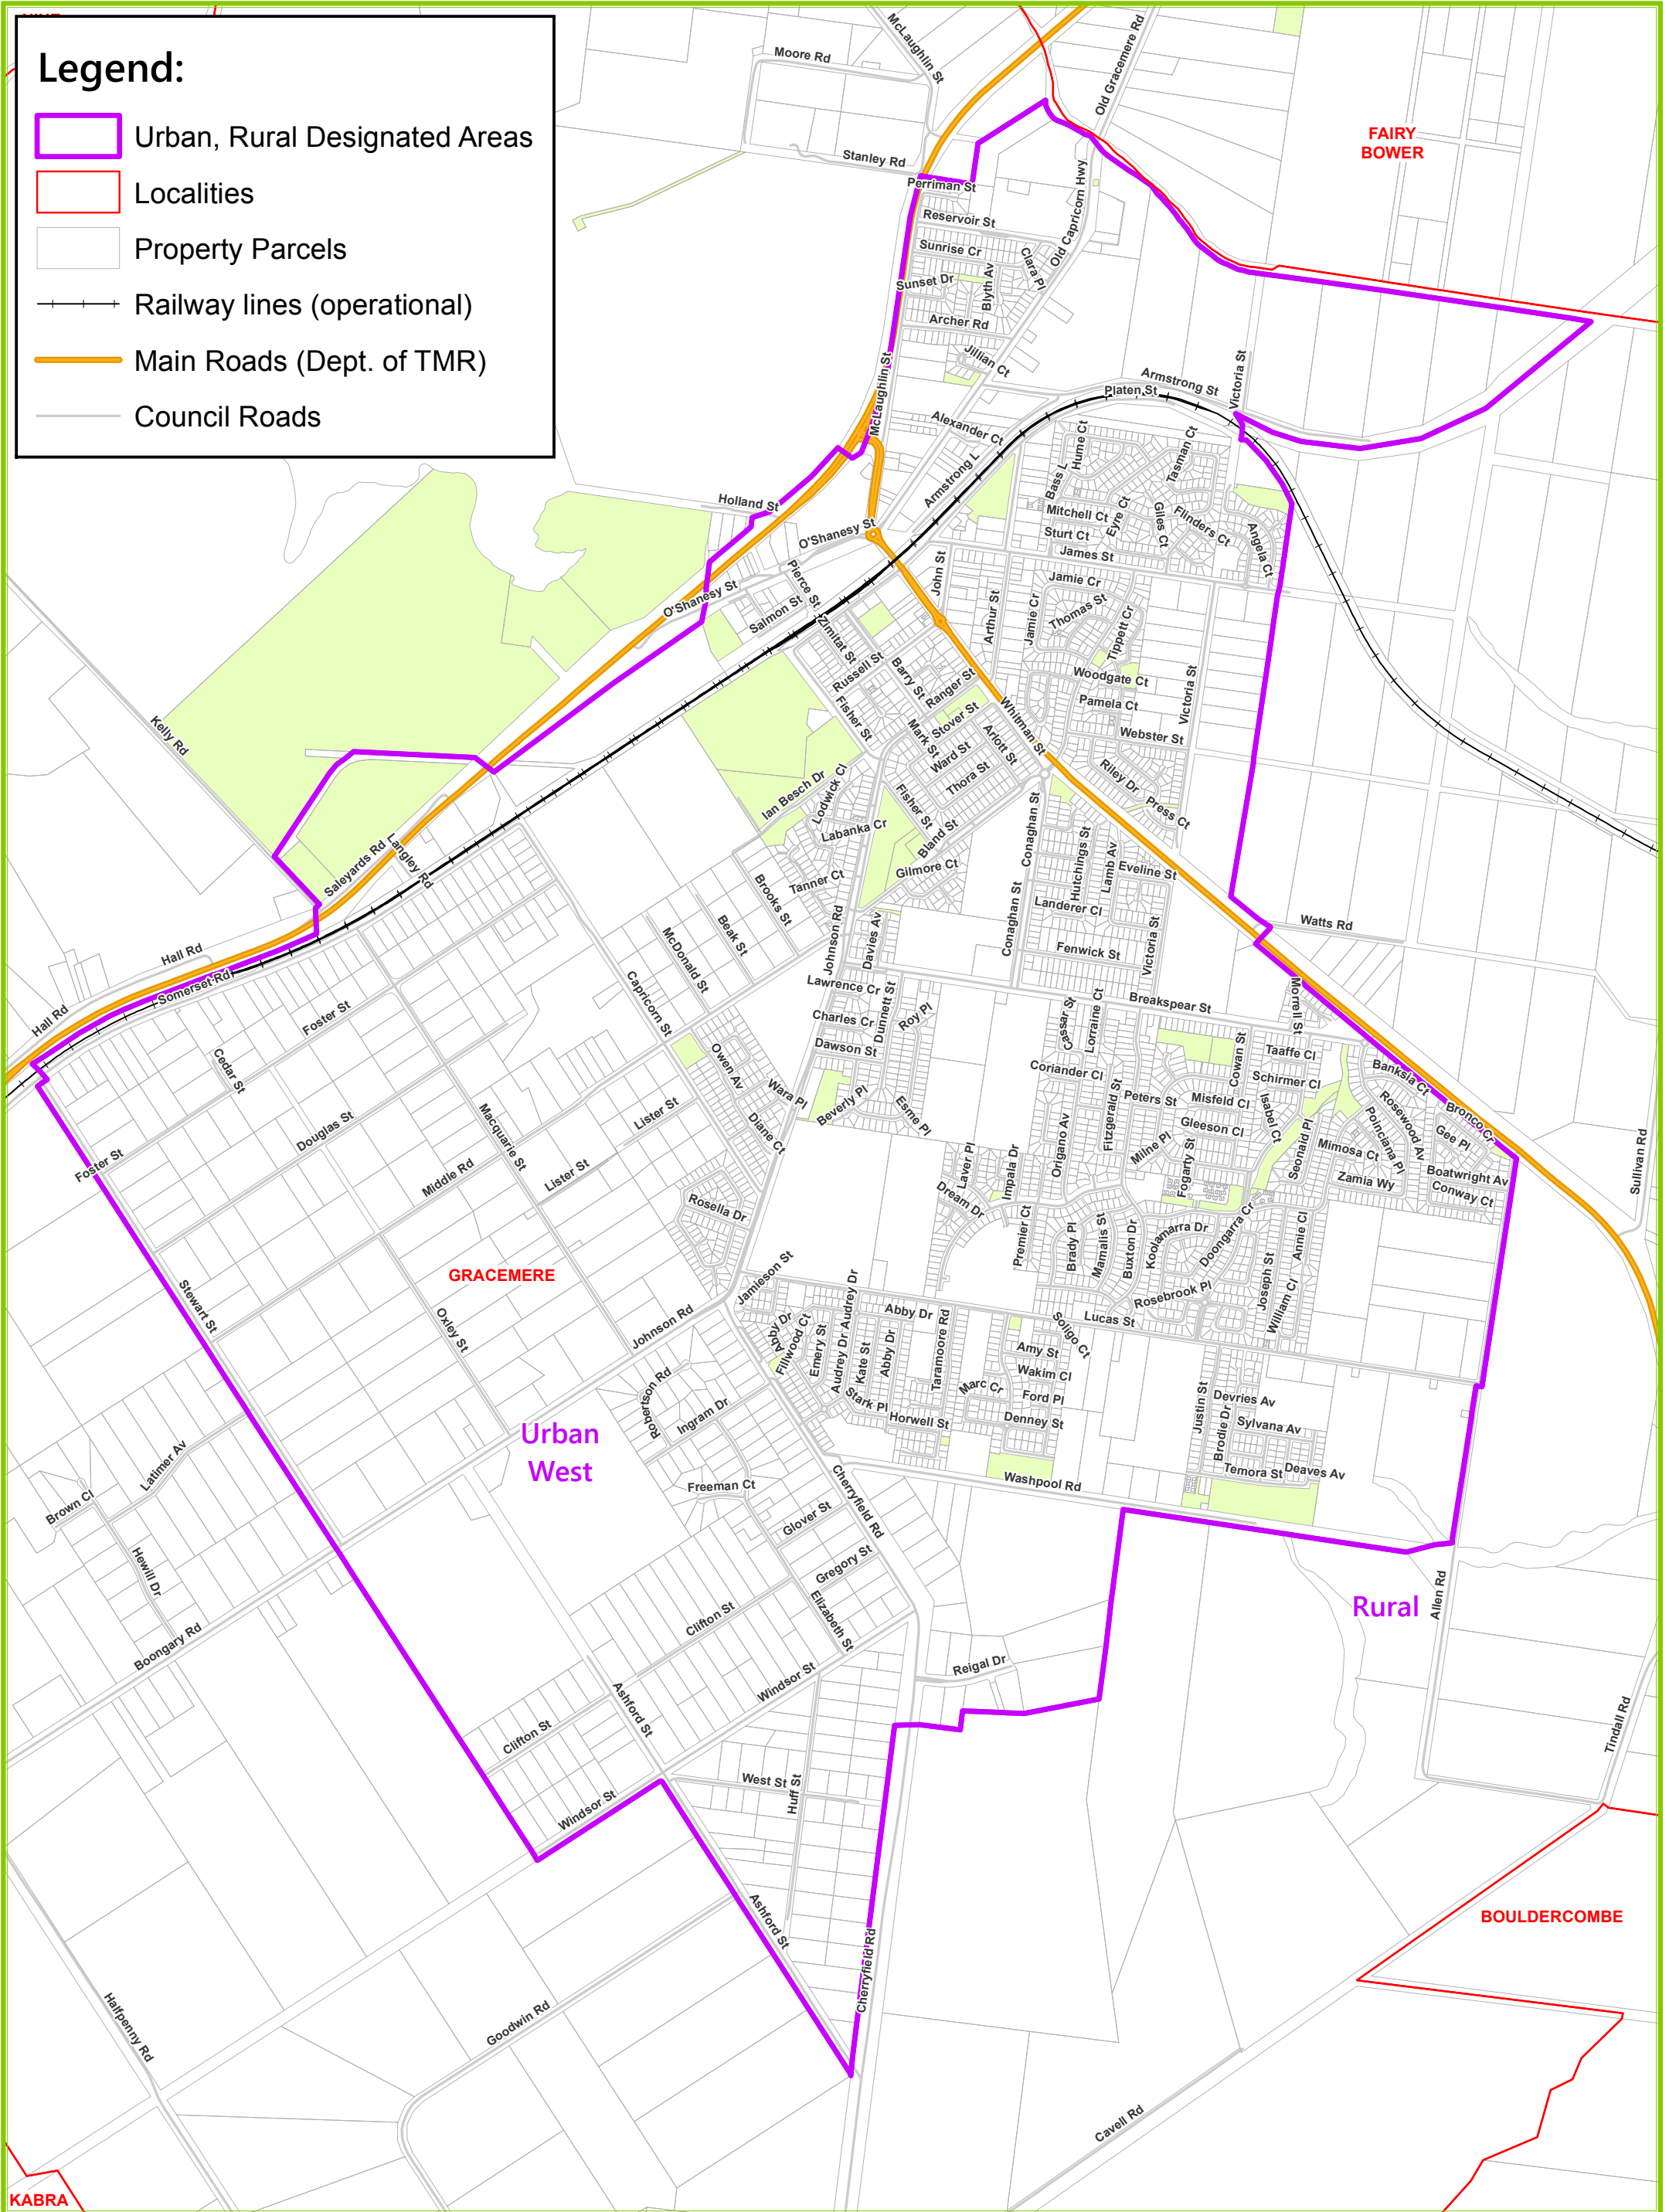 Legend:
Urban, Rural Designated Areas
Localities
Property Parcels
Railway lines (operational)
Main Roads (Dept. of TMR)
Council Roads
McLaughlin St
Moore Rd
Old Gracemere Rd
FAIRY
BOWER
Stanley Rd
Perriman St
Old Capricorn Hwy
Reservoir St
Sunrise Cr
Clara Pl
Sunset Dr
Blyth Av
Archer Rd
Jillian Ct
McLaughlin St
Victoria St
Armstrong St
Platen St
Alexander Ct
Hume Ct
Tasman Ct
Armstrong L
Bass L
Holland St
Mitchell Ct
Eyre Ct
Giles Ct
Flinders Ct
O'Shanesy St
Sturt Ct
Angela Ct
James St
John St
Pierce St
Jamie Cr
O'Shanesy St
Salmon St
Thomas St
Arthur St
Jamie Cr
Tippett Cr
Zimitat St
Russell St
Barry St
Ranger St
Woodgate Ct
Victoria St
Pamela Ct
Kelly Rd
Fisher St
Mark St
Stover St
Whitman St
Arlott St
Webster St
Ward St
Thora St
Riley Dr
Ian Besch Dr
Lodwick Cl
Fisher St
Press Ct
Labanka Cr
Bland St
Conaghan St
Hutchings St
Lamb Av
Saleyards Rd
Langley Rd
Gilmore Ct
Eveline St
Tanner Ct
Brooks St
Landerer Cl
Beak St
Johnson Rd
Davies Av
Conaghan St
Victoria St
Watts Rd
Hall Rd
McDonald St
Fenwick St
Somerset Rd
Capricorn St
Lawrence Cr
Morrell St
Breakspear St
Hall Rd
Foster St
Charles Cr
Dunnett St
Roy Pl
Cassar St
Lorraine Ct
Cedar St
Owen Av
Dawson St
Cowan St
Taaffe Cl
Coriander Cl
Schirmer Cl
Banksia Ct
Wara Pl
Beverly Pl
Peters St
Misfeld Cl
Isabel Ct
Rosewood Av
Bronco Cr
Lister St
Macquarie St
Douglas St
Diane Ct
Esme Pl
Origano Av
Fitzgerald St
Gleeson Cl
Seonaid Pl
Poinciana Pl
Gee Pl
Mimosa Ct
Milne Pl
Foster St
Middle Rd
Lister St
Laver Pl
Impala Dr
Fogarty St
Zamia Wy
Boatwright Av
Conway Ct
Sullivan Rd
Rosella Dr
Dream Dr
Premier Ct
Brady Pl
Mamalis St
Buxton Dr
Koolamarra Dr
Doongarra Cr
Annie Cl
GRACEMERE
Stewart St
Jamieson St
Joseph St
Rosebrook Pl
William Cl
Oxley St
Johnson Rd
Abby Dr
Fillwood Ct
Emery St
Audrey Dr
Audrey Dr
Kate St
Abby Dr
Abby Dr
Taramoore Rd
Lucas St
Soligo Ct
Amy St
Wakim Cl
Robertson Rd
Marc Cr
Ford Pl
Justin St
Devries Av
Ingram Dr
Stark Pl
Horwell St
Denney St
Brodie Dr
Sylvana Av
Urban
West
Latimer Av
Temora St
Deaves Av
Freeman Ct
Cherryfield Rd
Washpool Rd
Brown Cl
Glover St
Hewill Dr
Gregory St
Allen Rd
Rural
Clifton St
Elizabeth St
Boongary Rd
Reigal Dr
Windsor St
Ashford St
Clifton St
Tindall Rd
West St
Huff St
Windsor St
Ashford St
BOULDERCOMBE
Cherryfield Rd
Halfpenny Rd
Goodwin Rd
Cavell Rd
KABRA